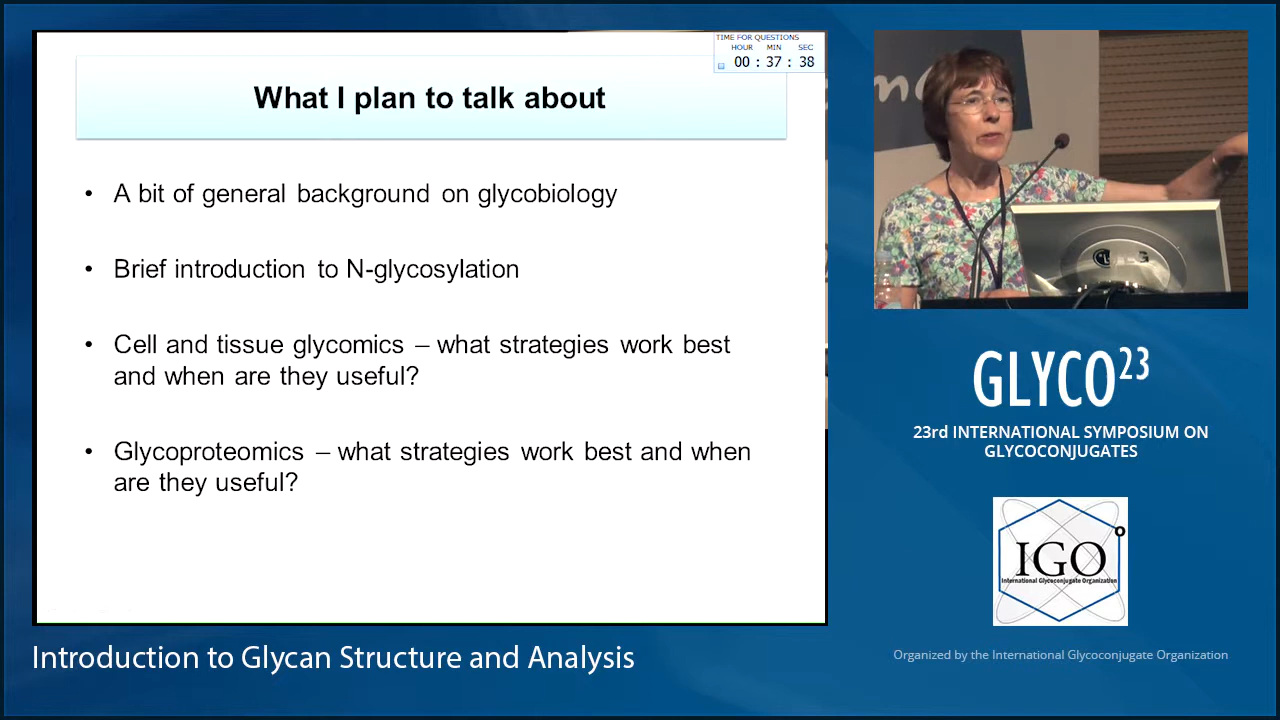 TIME FOR QUESTIONS
HOUR MIN SEC
00 : 37 : 38
What I plan to talk about
• A bit of general background on glycobiology
• Brief introduction to N-glycosylation
• Cell and tissue glycomics – what strategies work best
and when are they useful?
• Glycoproteomics – what strategies work best and when
are they useful?
LG
GLYCO23
23rd INTERNATIONAL SYMPOSIUM ON
GLYCOCONJUGATES
IGO
International Glycoconjugate Organization
Introduction to Glycan Structure and Analysis
Organized by the International Glycoconjugate Organization